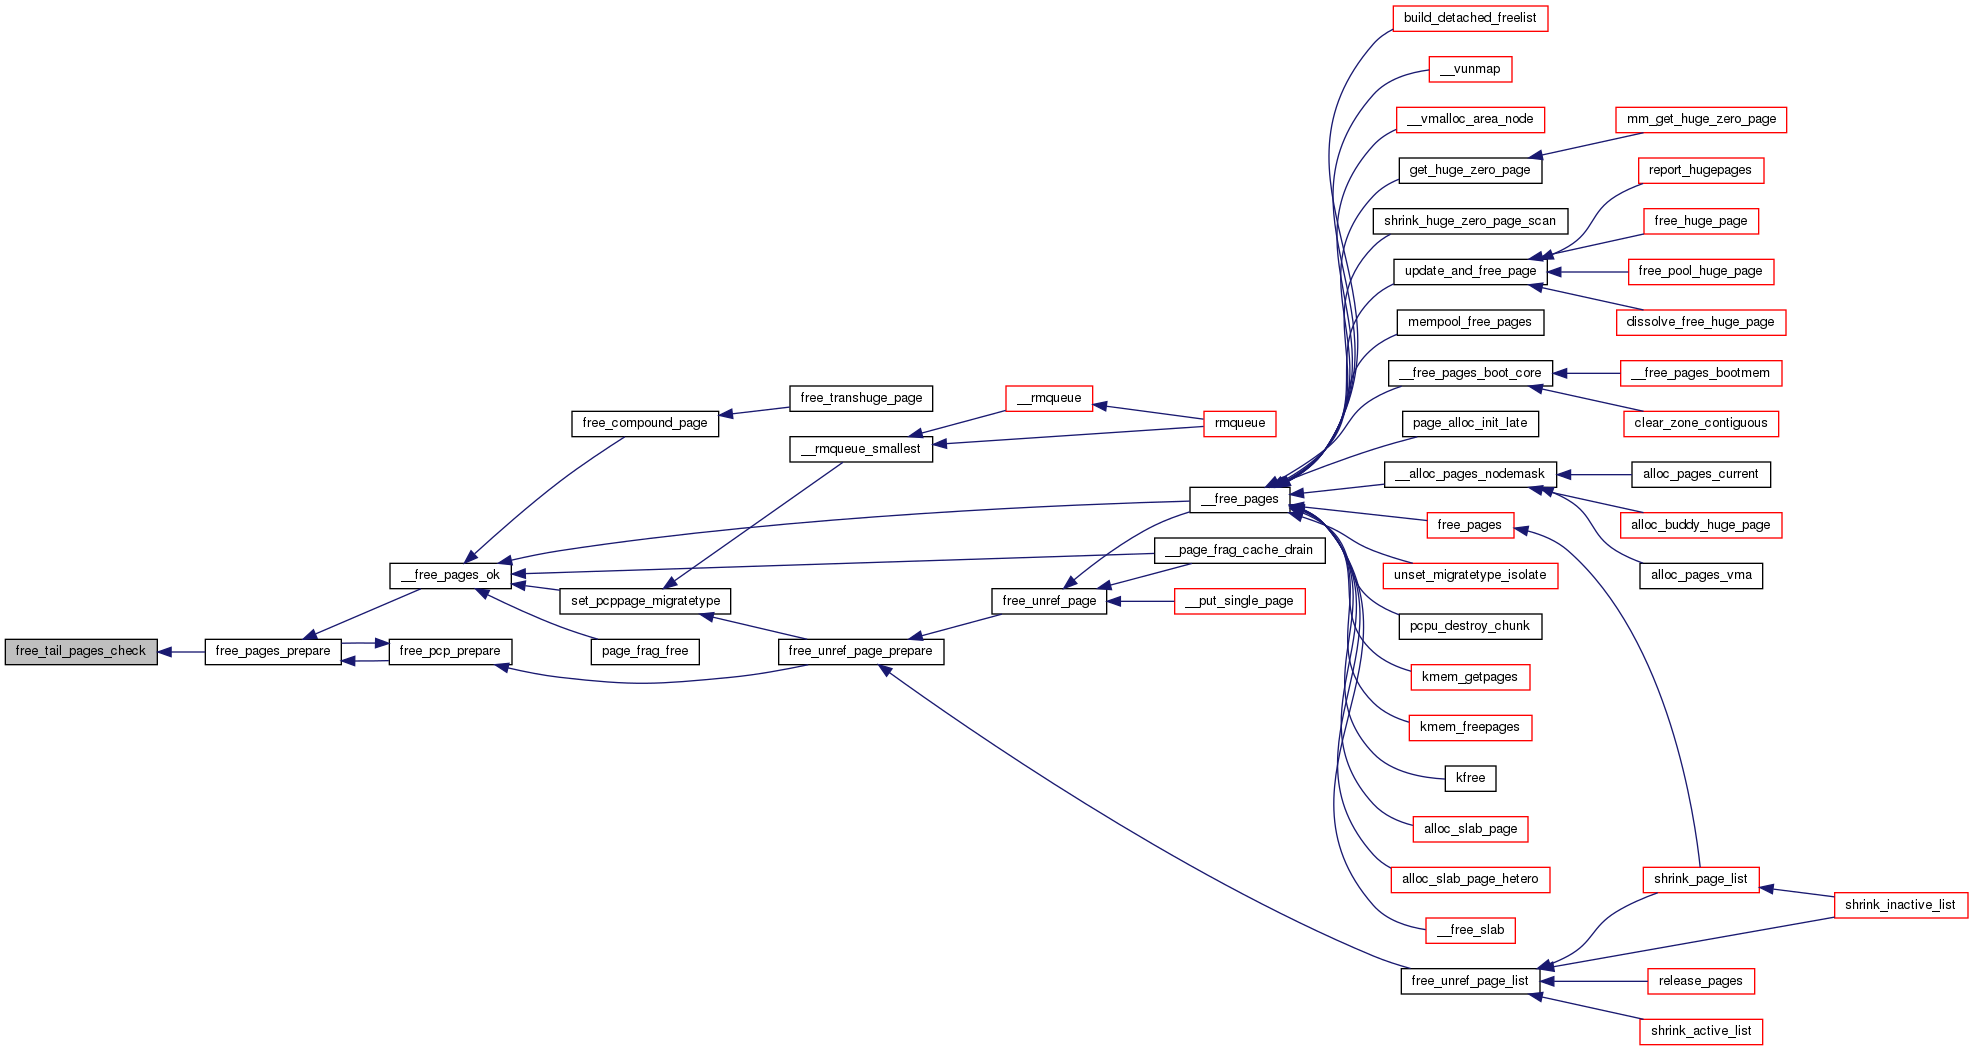 build_detached_freelist
__vunmap
__vmalloc_area_node
mm_get_huge_zero_page
get_huge_zero_page
report_hugepages
shrink_huge_zero_page_scan
free_huge_page
update_and_free_page
free_pool_huge_page
mempool_free_pages
dissolve_free_huge_page
__free_pages_boot_core
__free_pages_bootmem
free_transhuge_page
__rmqueue
free_compound_page
rmqueue
page_alloc_init_late
clear_zone_contiguous
__rmqueue_smallest
__alloc_pages_nodemask
alloc_pages_current
__free_pages
free_pages
alloc_buddy_huge_page
__page_frag_cache_drain
__free_pages_ok
unset_migratetype_isolate
alloc_pages_vma
set_pcppage_migratetype
free_unref_page
__put_single_page
pcpu_destroy_chunk
free_tail_pages_check
free_pages_prepare
free_pcp_prepare
page_frag_free
free_unref_page_prepare
kmem_getpages
kmem_freepages
kfree
alloc_slab_page
alloc_slab_page_hetero
shrink_page_list
shrink_inactive_list
__free_slab
free_unref_page_list
release_pages
shrink_active_list